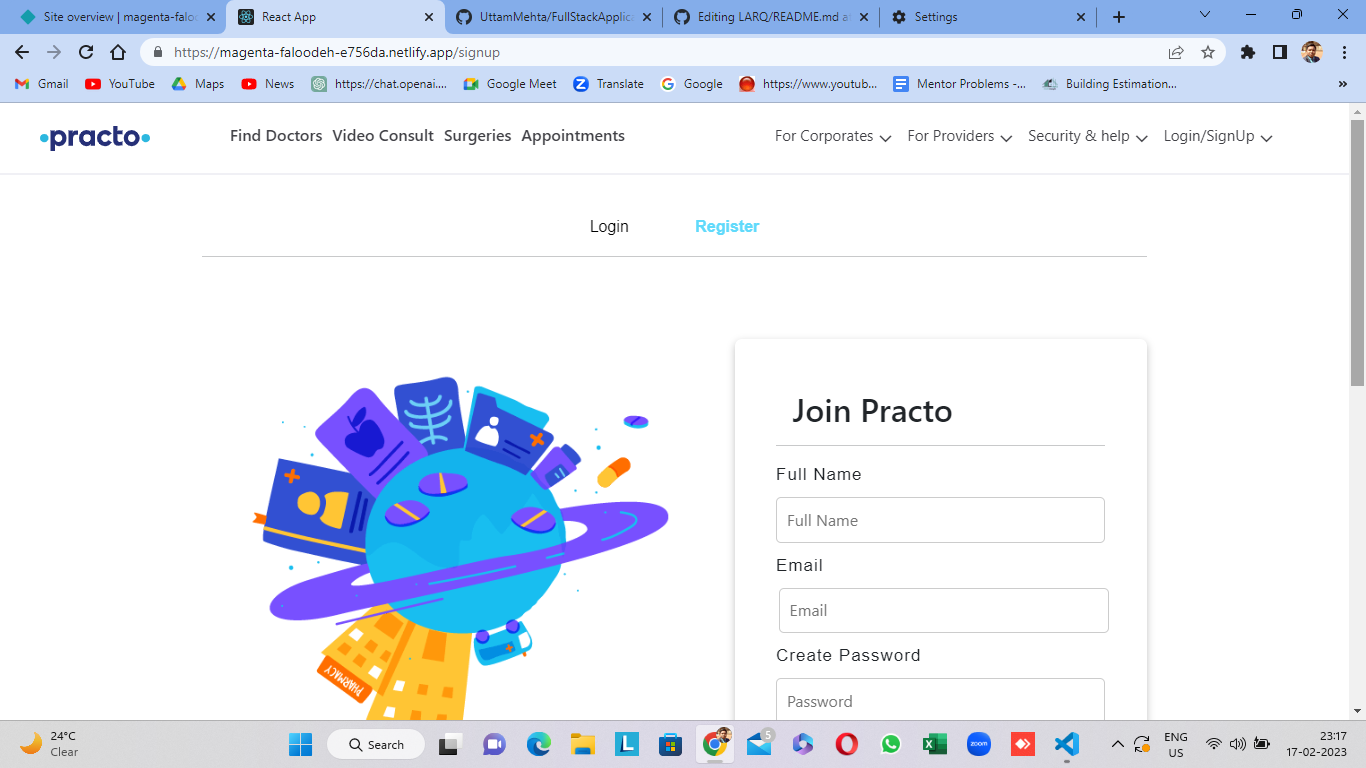 Site overview | magenta-faloo
React App
UttamMehta/FullStackApplica
Editing LARQ/README.md at
Settings
https://magenta-faloodeh-e756da.netlify.app/signup
Gmail
YouTube
Maps
News
https://chat.openai....
Google Meet
Translate
Google
https://www.youtub...
Mentor Problems -...
Building Estimation...
»
practo
Find Doctors Video Consult Surgeries Appointments
For Corporates
For Providers
Security & help
Login/SignUp
Login
Register
PHARMACY
Join Practo
Full Name
Full Name
Email
Email
Create Password
Password
24°C
Clear
Search
L
5
zoom
ENG
US
23:17
17-02-2023